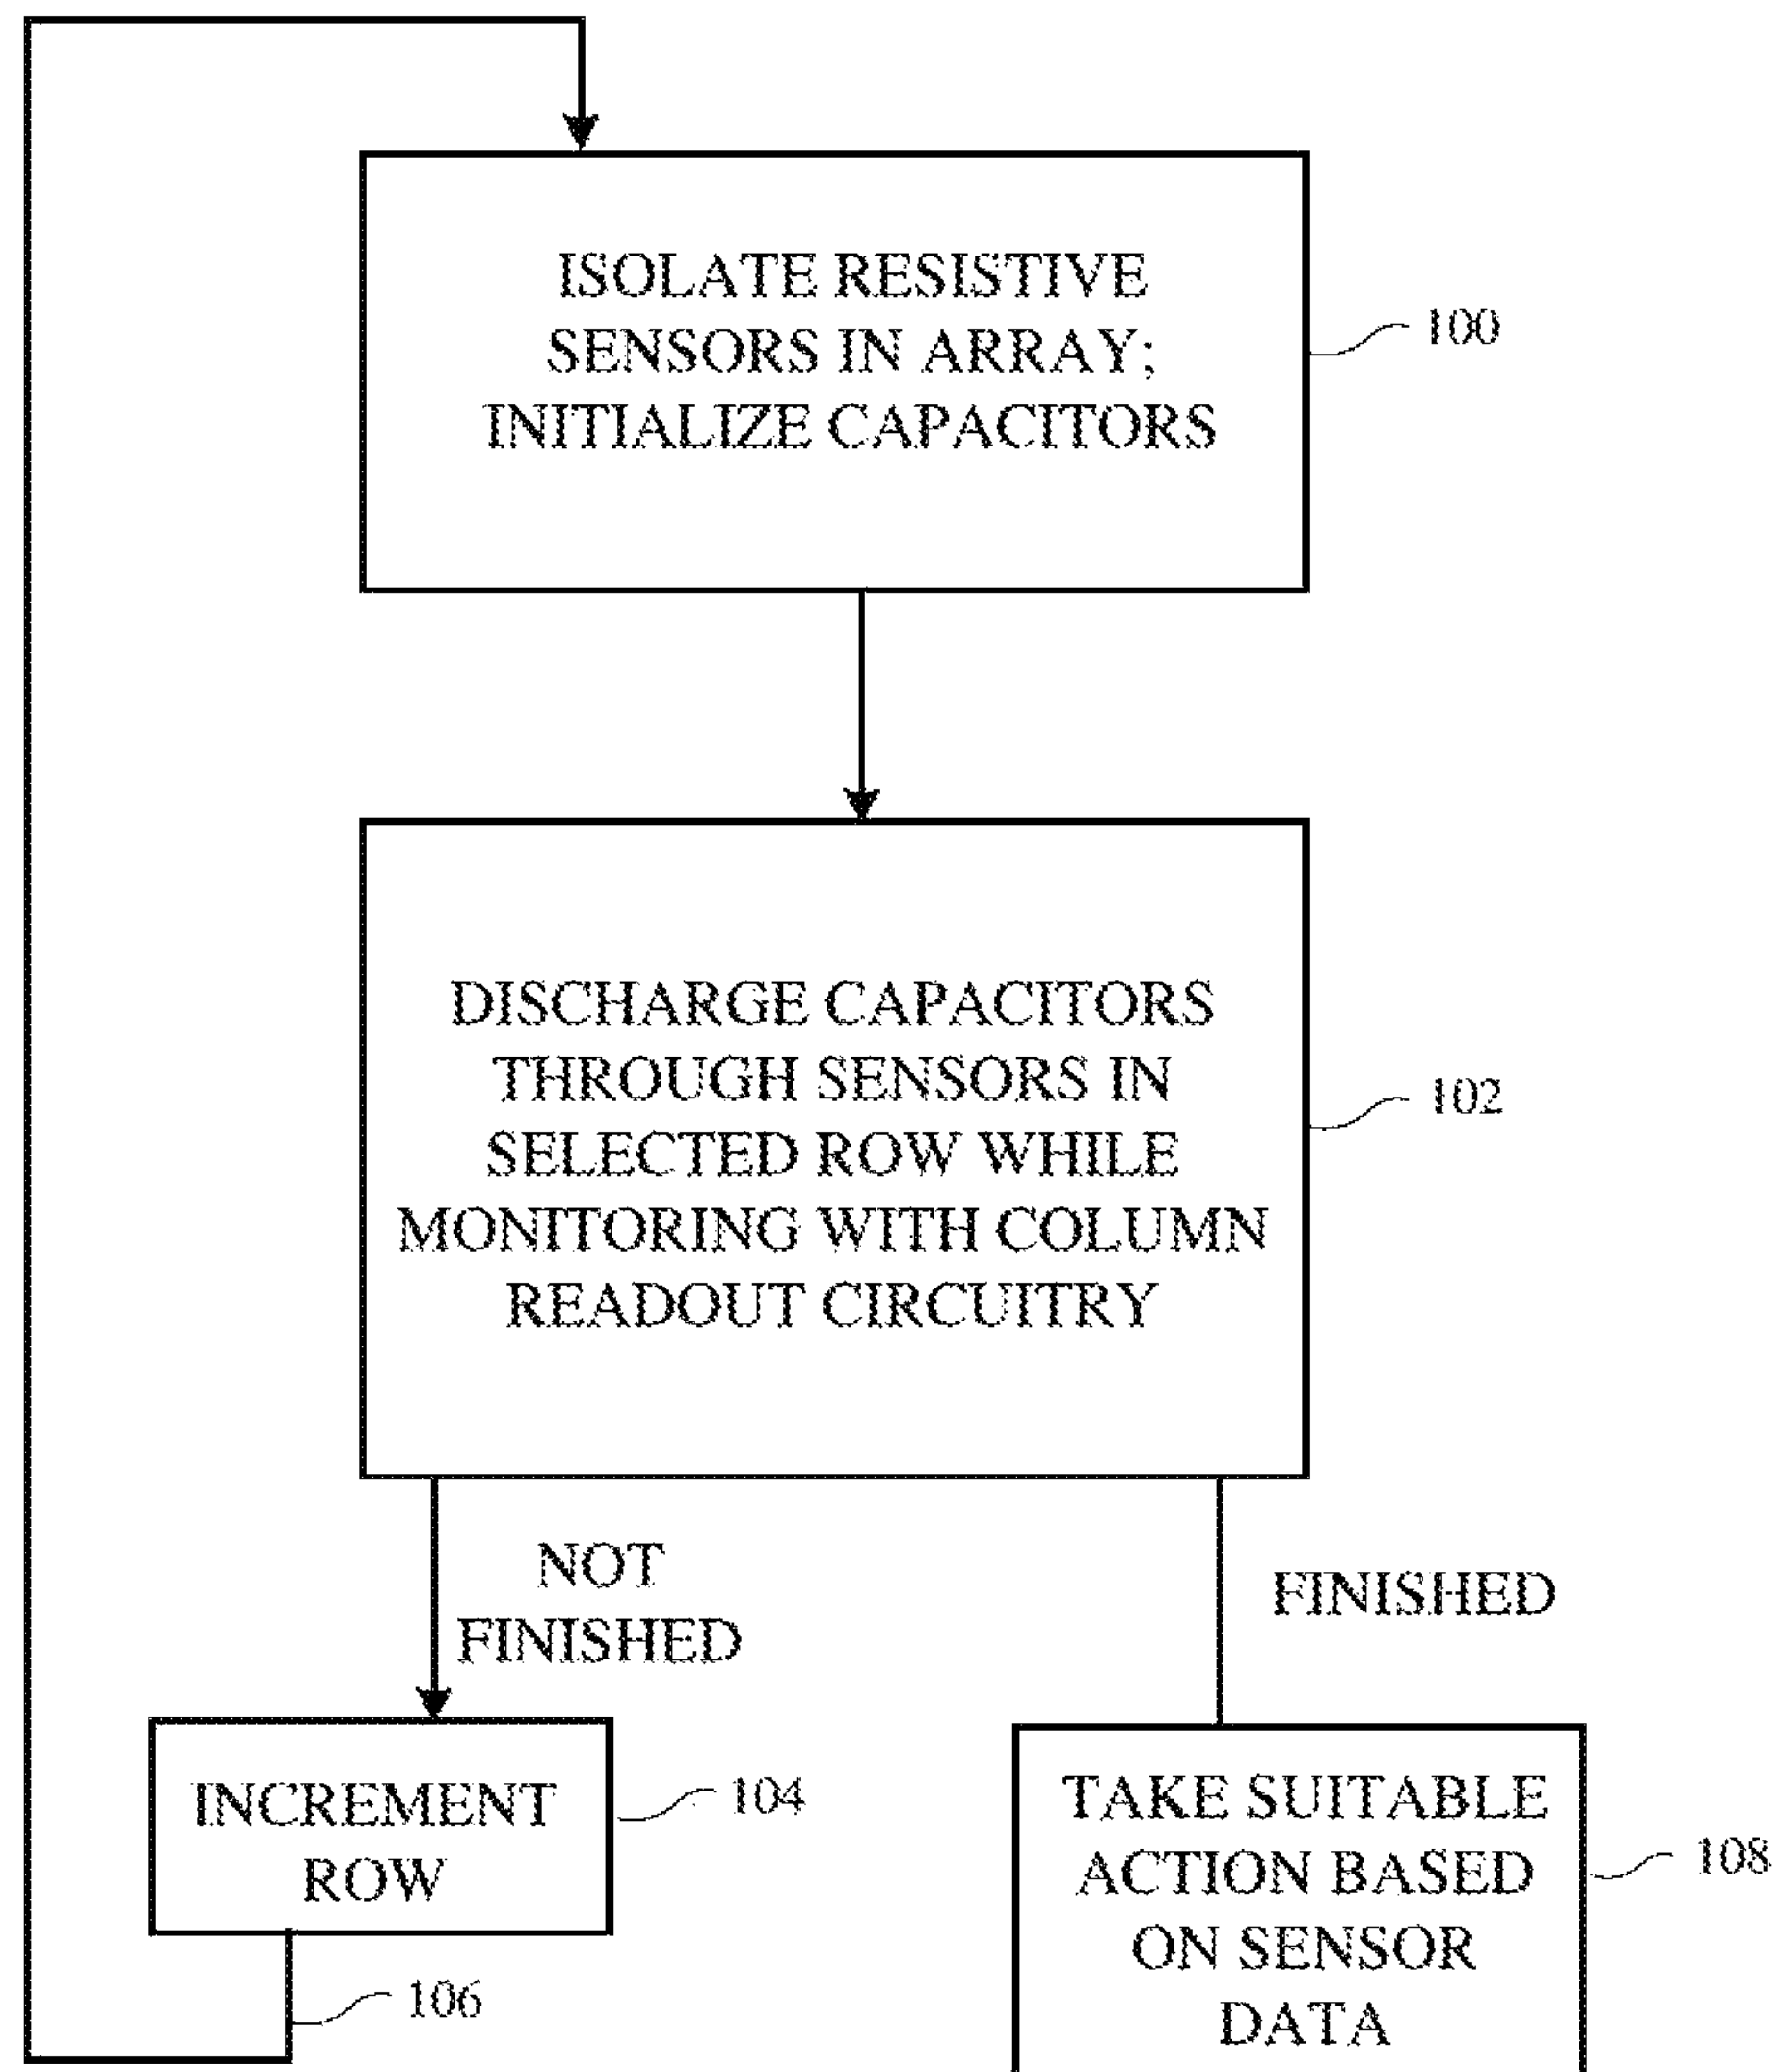 ISOLATE RESISTIVE
SENSORS IN ARRAY;
INITIALIZE CAPACITORS
100
DISCHARGE CAPACITORS
THROUGH SENSORS IN
SELECTED ROW WHILE
MONITORING WITH COLUMN
READOUT CIRCUITRY
102
NOT
FINISHED
FINISHED
INCREMENT
ROW
104
TAKE SUITABLE
ACTION BASED
ON SENSOR
DATA
108
106